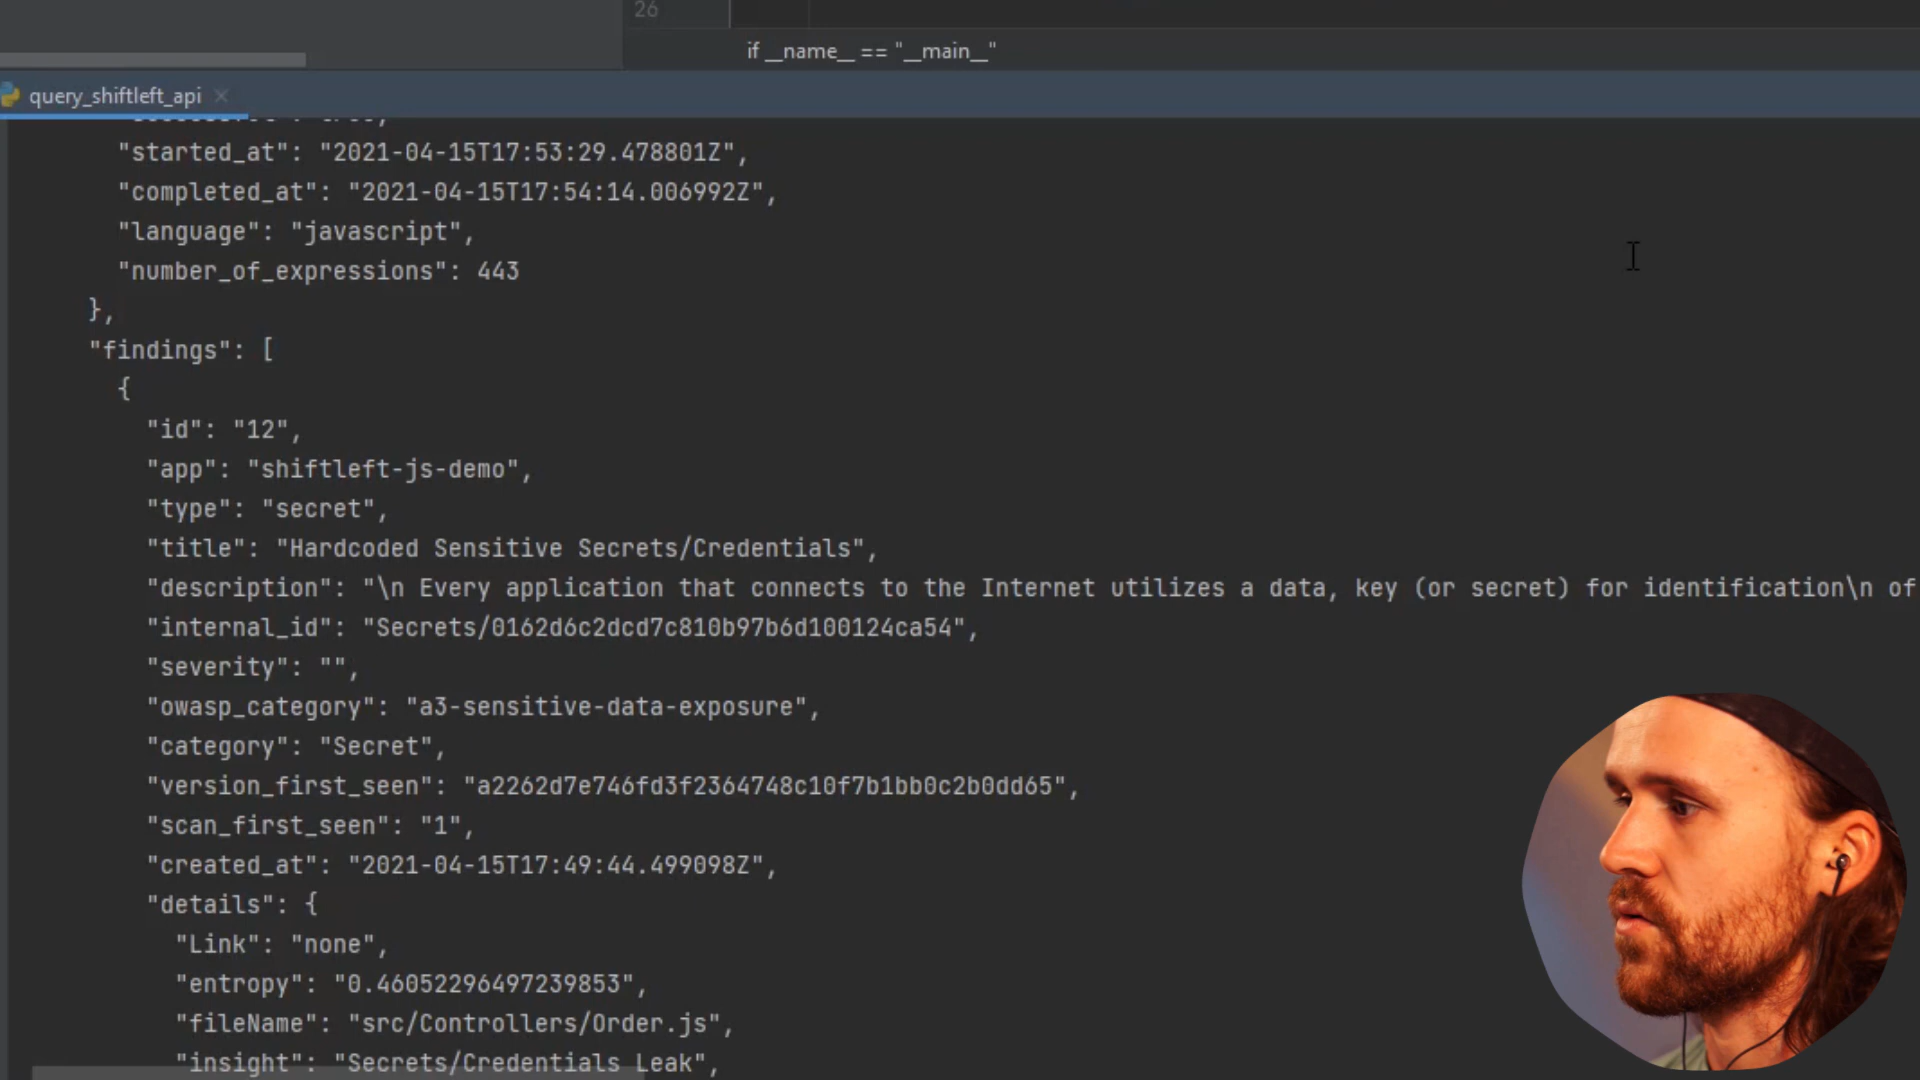 26
if __name__ == "__main__"
query_shiftleft_api
"started_at": "2021-04-15T17:53:29.478801Z",
"completed_at": "2021-04-15T17:54:14.006992Z",
"language": "javascript",
"number_of_expressions": 443
},
"findings": [
{
"id": "12",
"app": "shiftleft-js-demo",
"type": "secret",
"title": "Hardcoded Sensitive Secrets/Credentials",
"description": "\n Every application that connects to the Internet utilizes a data, key (or secret) for identification\n of
"internal_id": "Secrets/0162d6c2dcd7c810b97b6d100124ca54",
"severity": "",
"owasp_category": "a3-sensitive-data-exposure",
"category": "Secret",
"version_first_seen": "a2262d7e746fd3f2364748c10f7b1bb0c2b0dd65",
"scan_first_seen": "1",
"created_at": "2021-04-15T17:49:44.499098Z",
"details": {
"Link": "none",
"entropy": "0.46052296497239853",
"fileName": "src/Controllers/Order.js",
"insight": "Secrets/Credentials Leak",